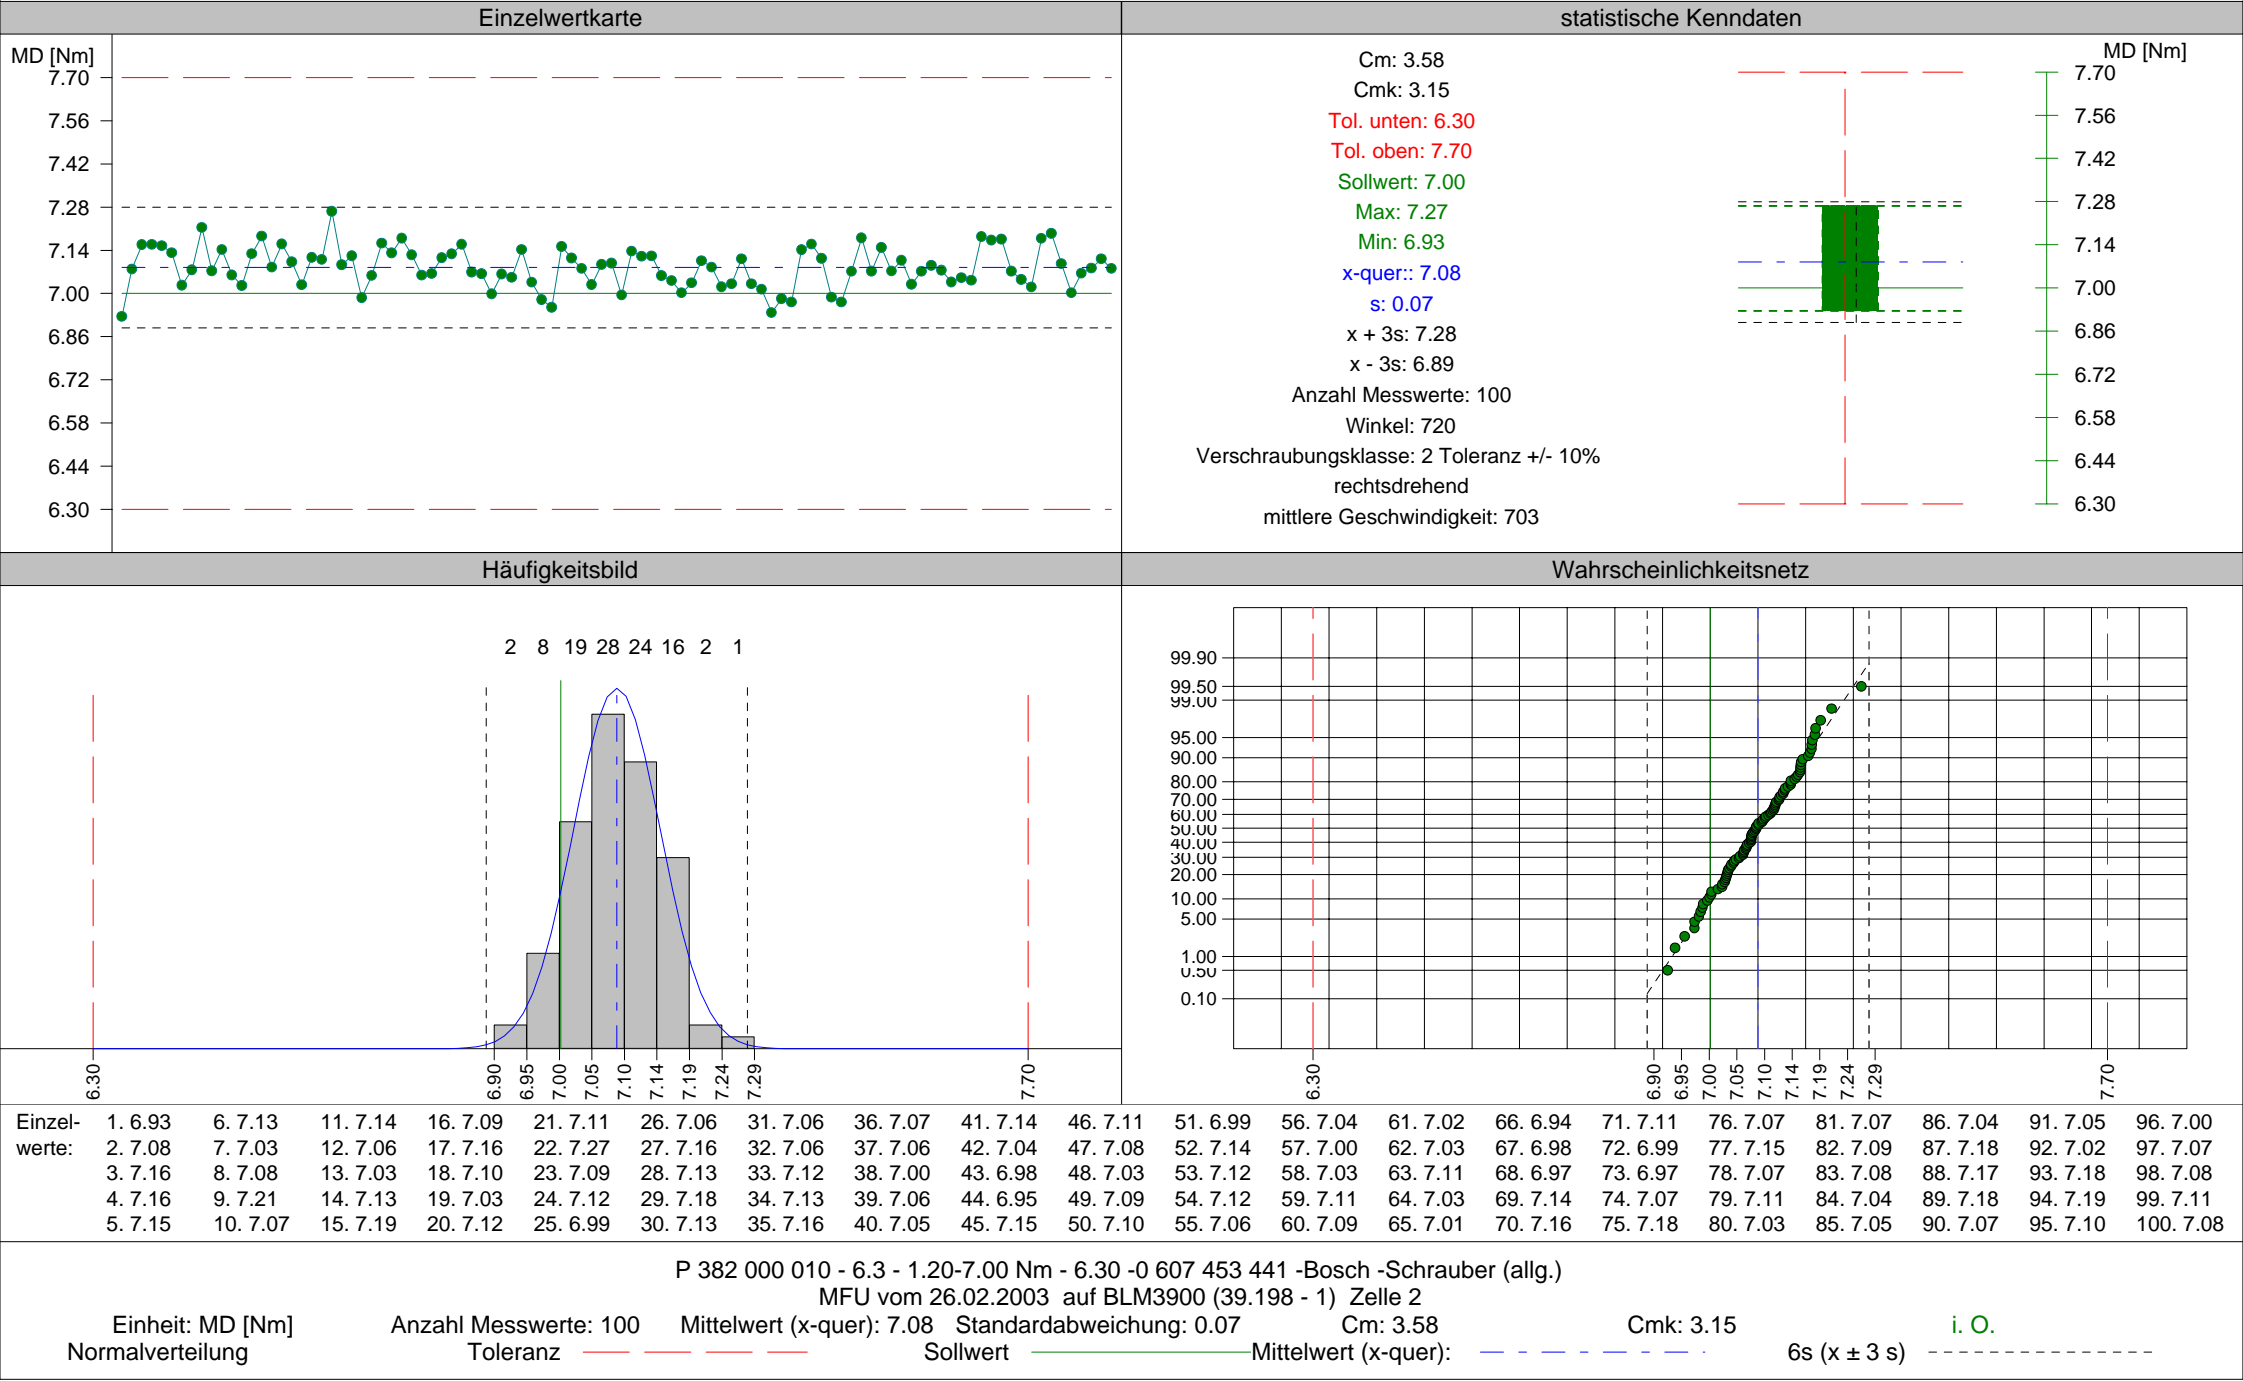 Einzelwertkarte
MD [Nm]
7.70
7.56
7.42
7.28
7.14
7.00
6.86
6.72
6.58
6.44
6.30
statistische Kenndaten
Cm: 3.58
Cmk: 3.15
Tol. unten: 6.30
Tol. oben: 7.70
Sollwert: 7.00
Max: 7.27
Min: 6.93
x-quer:: 7.08
s: 0.07
x + 3s: 7.28
x - 3s: 6.89
Anzahl Messwerte: 100
Winkel: 720
Verschraubungsklasse: 2 Toleranz +/- 10%
rechtsdrehend
mittlere Geschwindigkeit: 703
MD [Nm]
7.70
7.56
7.42
7.28
7.14
7.00
6.86
6.72
6.58
6.44
6.30
Häufigkeitsbild
2 8 19 28 24 16 2 1
6.30 6.90 6.95 7.00 7.05 7.10 7.14 7.19 7.24 7.29 7.70
Wahrscheinlichkeitsnetz
99.90
99.50
99.00
95.00
90.00
80.00
70.00
60.00
50.00
40.00
30.00
20.00
10.00
5.00
1.00
0.50
0.10
6.30 6.90 6.95 7.00 7.05 7.10 7.14 7.19 7.24 7.29 7.70
Einzel- 1. 6.93 6. 7.13 11. 7.14 16. 7.09 21. 7.11 26. 7.06 31. 7.06 36. 7.07 41. 7.14 46. 7.11 51. 6.99 56. 7.04 61. 7.02 66. 6.94 71. 7.11 76. 7.07 81. 7.07 86. 7.04 91. 7.05 96. 7.00
werte: 2. 7.08 7. 7.03 12. 7.06 17. 7.16 22. 7.27 27. 7.16 32. 7.06 37. 7.06 42. 7.04 47. 7.08 52. 7.14 57. 7.00 62. 7.03 67. 6.98 72. 6.99 77. 7.15 82. 7.09 87. 7.18 92. 7.02 97. 7.07
3. 7.16 8. 7.08 13. 7.03 18. 7.10 23. 7.09 28. 7.13 33. 7.12 38. 7.00 43. 6.98 48. 7.03 53. 7.12 58. 7.03 63. 7.11 68. 6.97 73. 6.97 78. 7.07 83. 7.08 88. 7.17 93. 7.18 98. 7.08
4. 7.16 9. 7.21 14. 7.13 19. 7.03 24. 7.12 29. 7.18 34. 7.13 39. 7.06 44. 6.95 49. 7.09 54. 7.12 59. 7.11 64. 7.03 69. 7.14 74. 7.07 79. 7.11 84. 7.04 89. 7.18 94. 7.19 99. 7.11
5. 7.15 10. 7.07 15. 7.19 20. 7.12 25. 6.99 30. 7.13 35. 7.16 40. 7.05 45. 7.15 50. 7.10 55. 7.06 60. 7.09 65. 7.01 70. 7.16 75. 7.18 80. 7.03 85. 7.05 90. 7.07 95. 7.10 100. 7.08
P 382 000 010 - 6.3 - 1.20-7.00 Nm - 6.30 -0 607 453 441 -Bosch -Schrauber (allg.)
MFU vom 26.02.2003 auf BLM3900 (39.198 - 1) Zelle 2
Einheit: MD [Nm] Anzahl Messwerte: 100 Mittelwert (x-quer): 7.08 Standardabweichung: 0.07 Cm: 3.58 Cmk: 3.15 i. O.
Normalverteilung Toleranz Sollwert Mittelwert (x-quer): 6s (x ± 3 s)